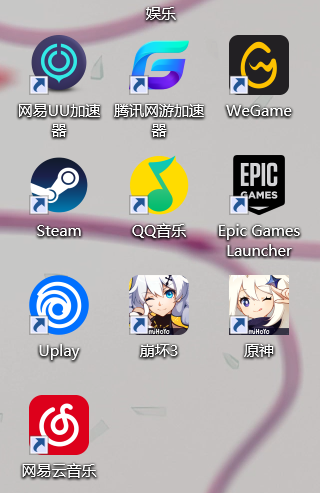 娱乐
网易UU加速
器
腾讯网游加速
器
WeGame
Steam
QQ音乐
EPIC
GAMES
Epic Games
Launcher
Uplay
miHoYo
崩坏3
miHoYo
原神
网易云音乐